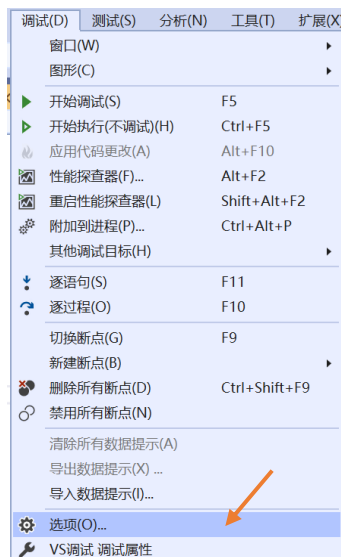 调试(D) 测试(S) 分析(N) 工具(T) 扩展(X
窗口(W)
图形(C)
开始调试(S) F5
开始执行(不调试)(H) Ctrl+F5
应用代码更改(A) Alt+F10
性能探查器(F)... Alt+F2
重启性能探查器(L) Shift+Alt+F2
附加到进程(P)... Ctrl+Alt+P
其他调试目标(H)
逐语句(S) F11
逐过程(O) F10
切换断点(G) F9
新建断点(B)
删除所有断点(D) Ctrl+Shift+F9
禁用所有断点(N)
清除所有数据提示(A)
导出数据提示(X) ...
导入数据提示(I)...
选项(O)...
VS调试 调试属性